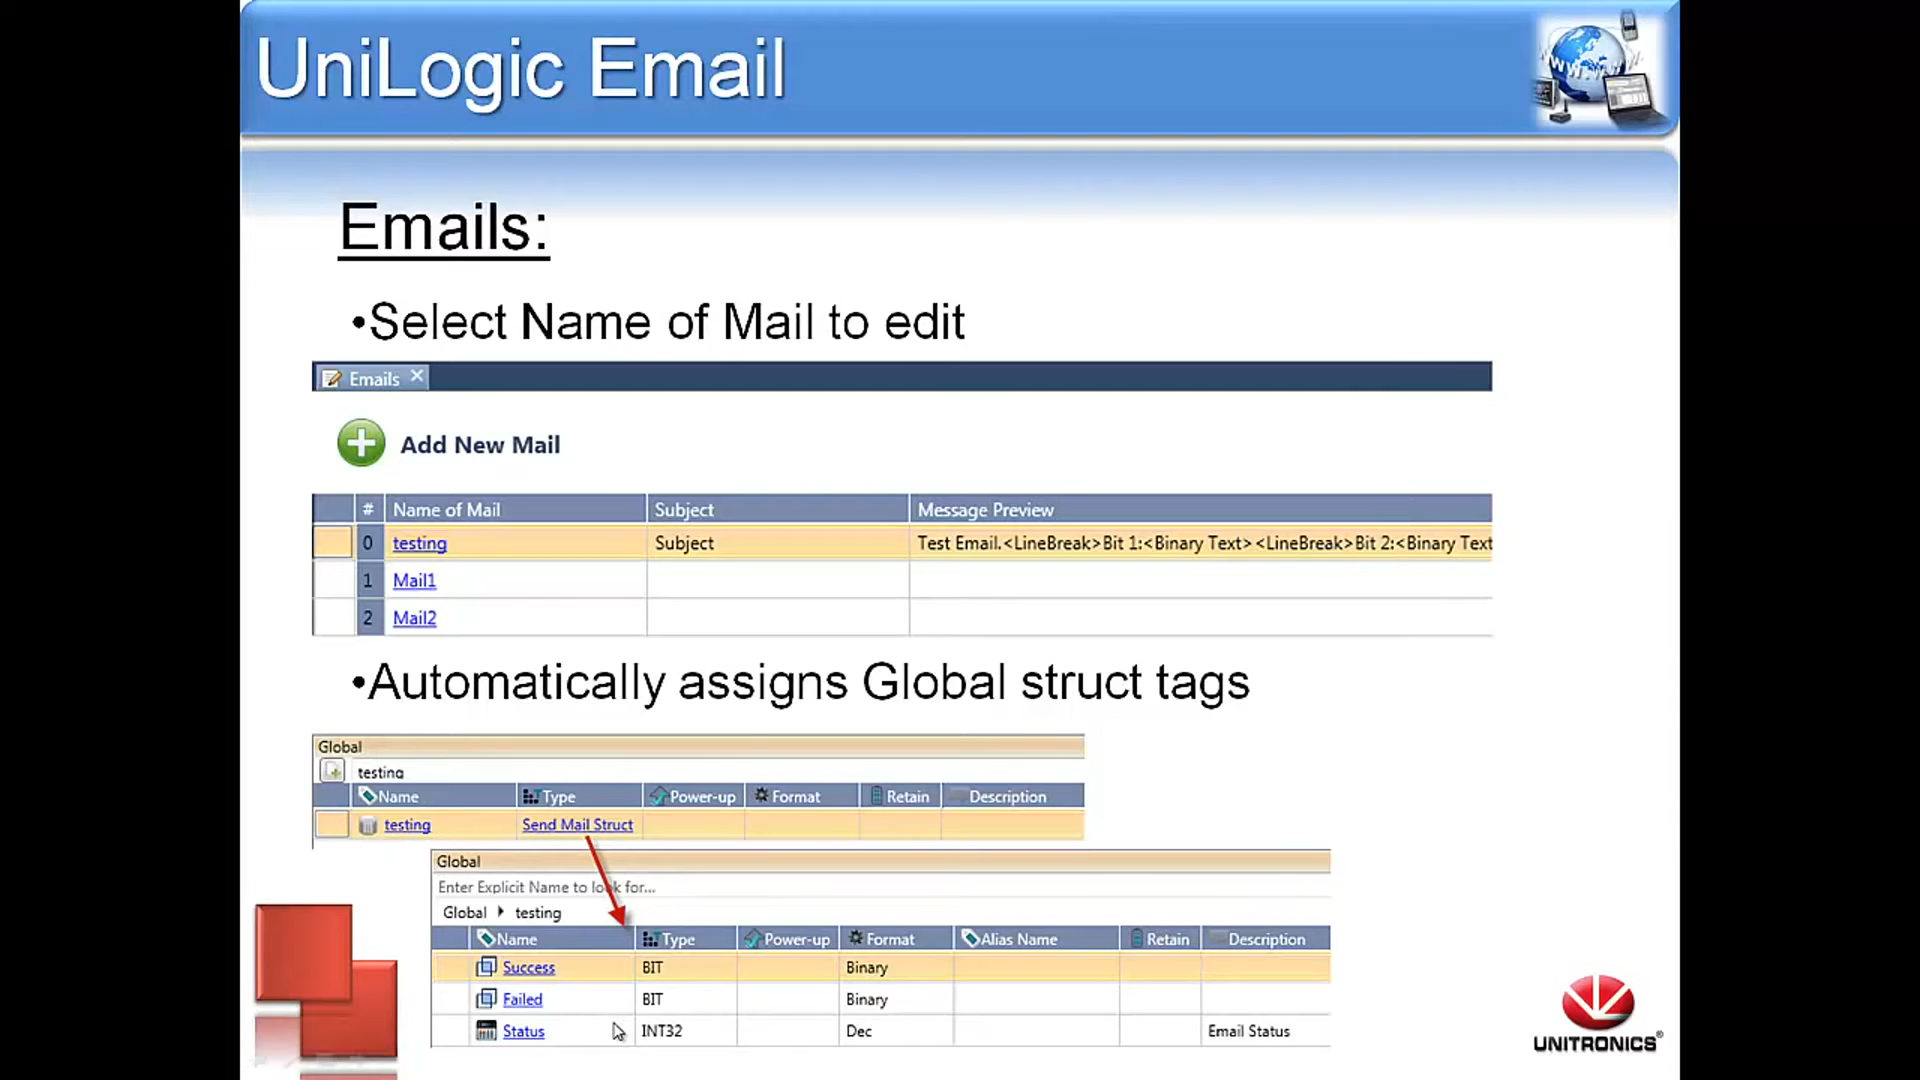 UniLogic Email
www
Emails:
•Select Name of Mail to edit
Emails
Add New Mail
# Name of Mail Subject Message Preview
0 testing Subject Test Email.<LineBreak>Bit 1:<Binary Text><LineBreak>Bit 2:<Binary Text
1 Mail1
2 Mail2
•Automatically assigns Global struct tags
Global
testing
Name Type Power-up Format Retain Description
testing Send Mail Struct
Global
Enter Explicit Name to look for...
Global testing
Name Type Power-up Format Alias Name Retain Description
Success BIT Binary
Failed BIT Binary
Status INT32 Dec Email Status
UNITRONICS®